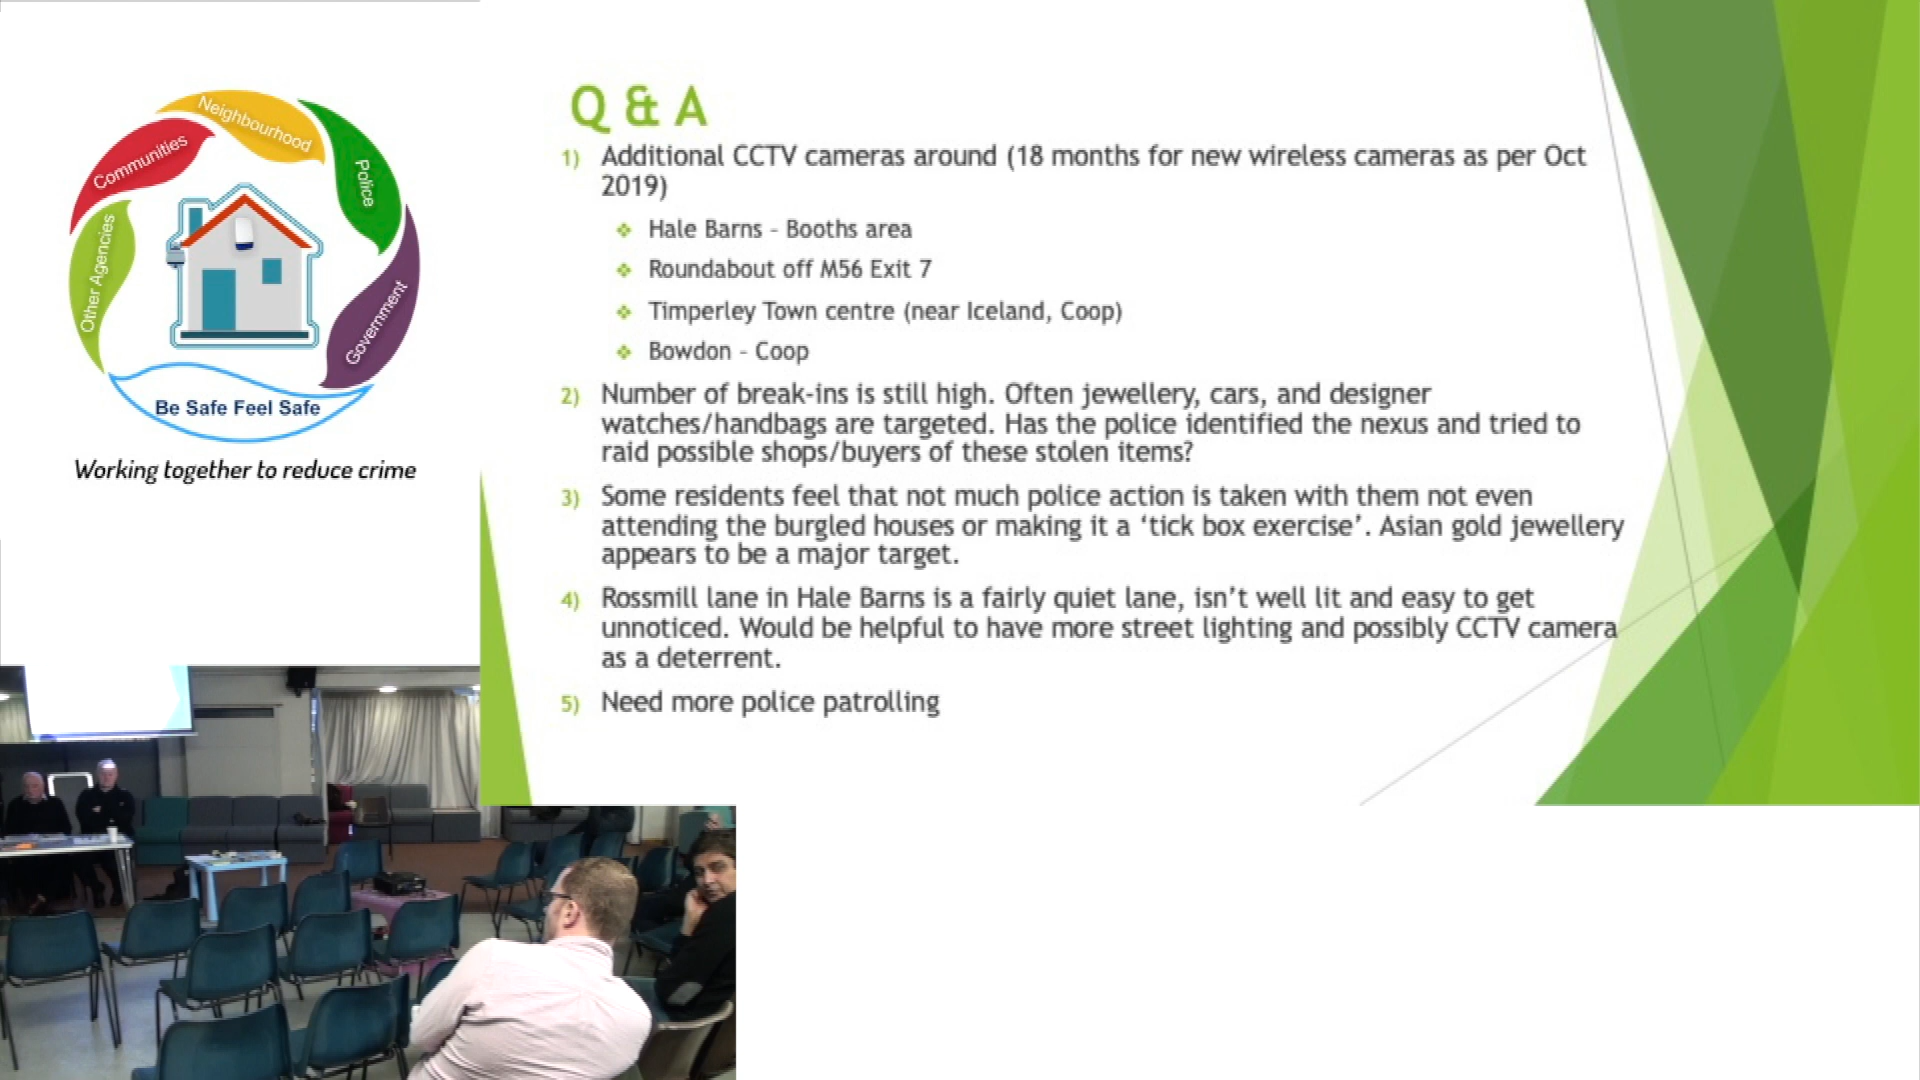 Neighbourhood
Communities
Police
Other Agencies
Government
Be Safe Feel Safe
Working together to reduce crime
Q & A
1) Additional CCTV cameras around (18 months for new wireless cameras as per Oct
2019)
❖ Hale Barns - Booths area
❖ Roundabout off M56 Exit 7
❖ Timperley Town centre (near Iceland, Coop)
❖ Bowdon - Coop
2) Number of break-ins is still high. Often jewellery, cars, and designer
watches/handbags are targeted. Has the police identified the nexus and tried to
raid possible shops/buyers of these stolen items?
3) Some residents feel that not much police action is taken with them not even
attending the burgled houses or making it a ‘tick box exercise’. Asian gold jewellery
appears to be a major target.
4) Rossmill lane in Hale Barns is a fairly quiet lane, isn’t well lit and easy to get
unnoticed. Would be helpful to have more street lighting and possibly CCTV camera
as a deterrent.
5) Need more police patrolling